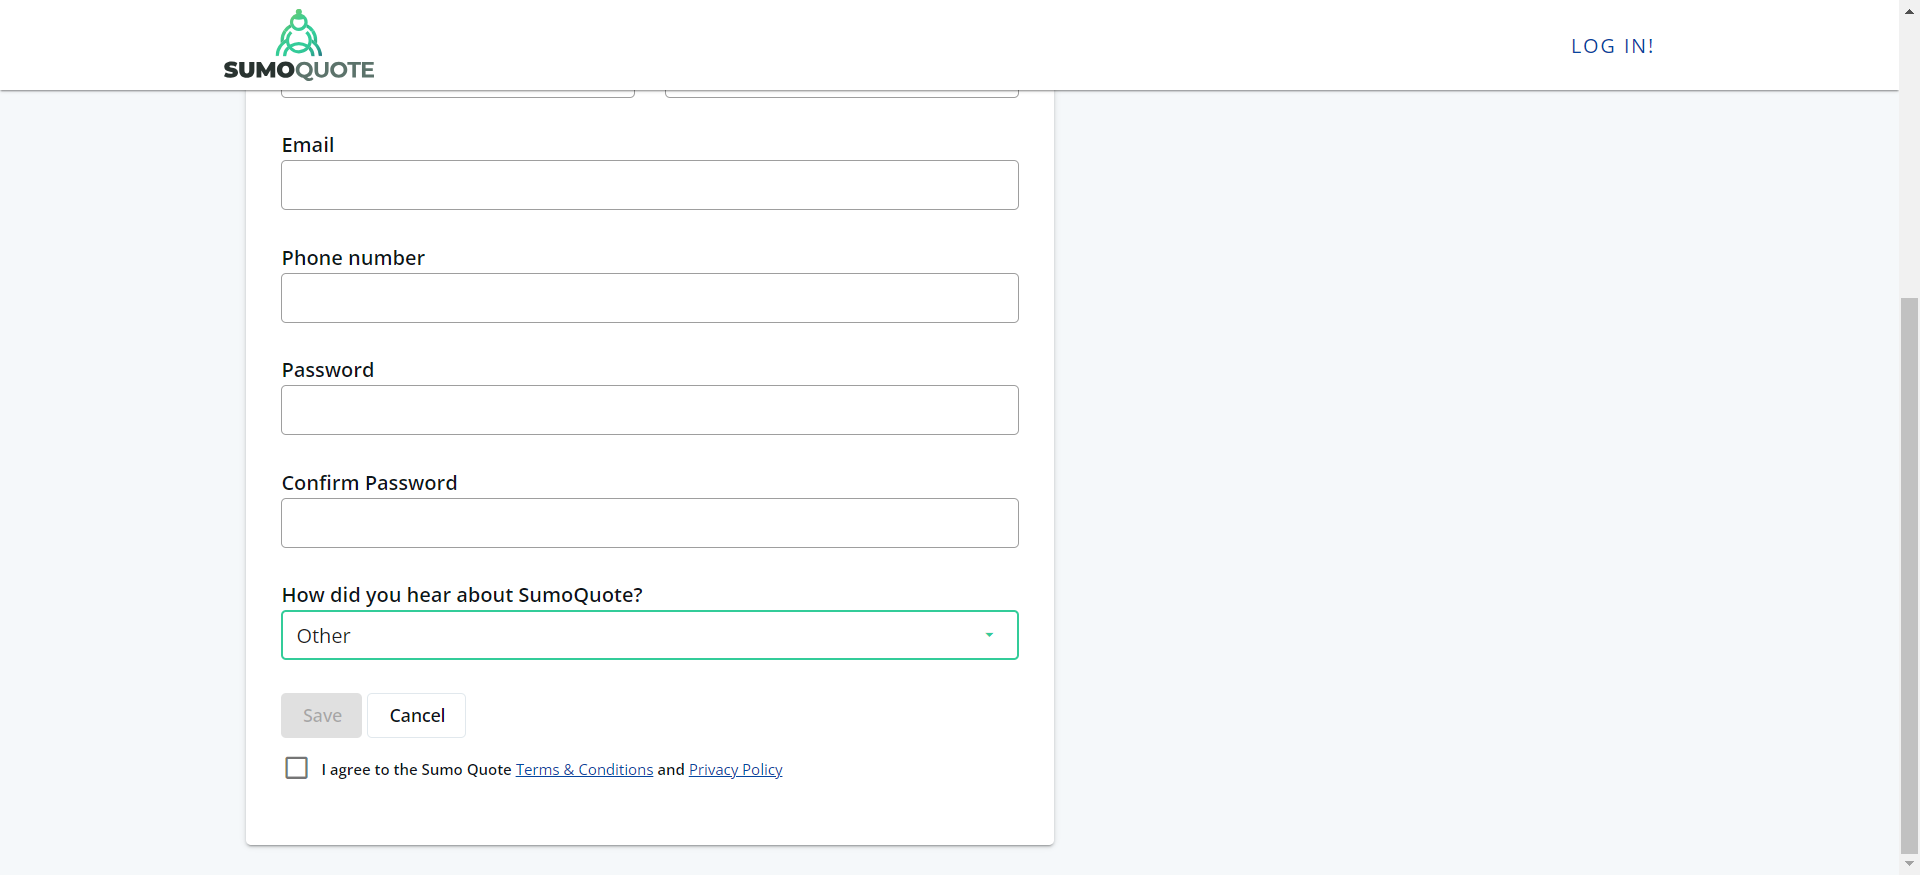 SUMOQUOTE
LOG IN!
Email
Phone number
Password
Confirm Password
How did you hear about SumoQuote?
Other
Save Cancel
I agree to the Sumo Quote Terms & Conditions and Privacy Policy